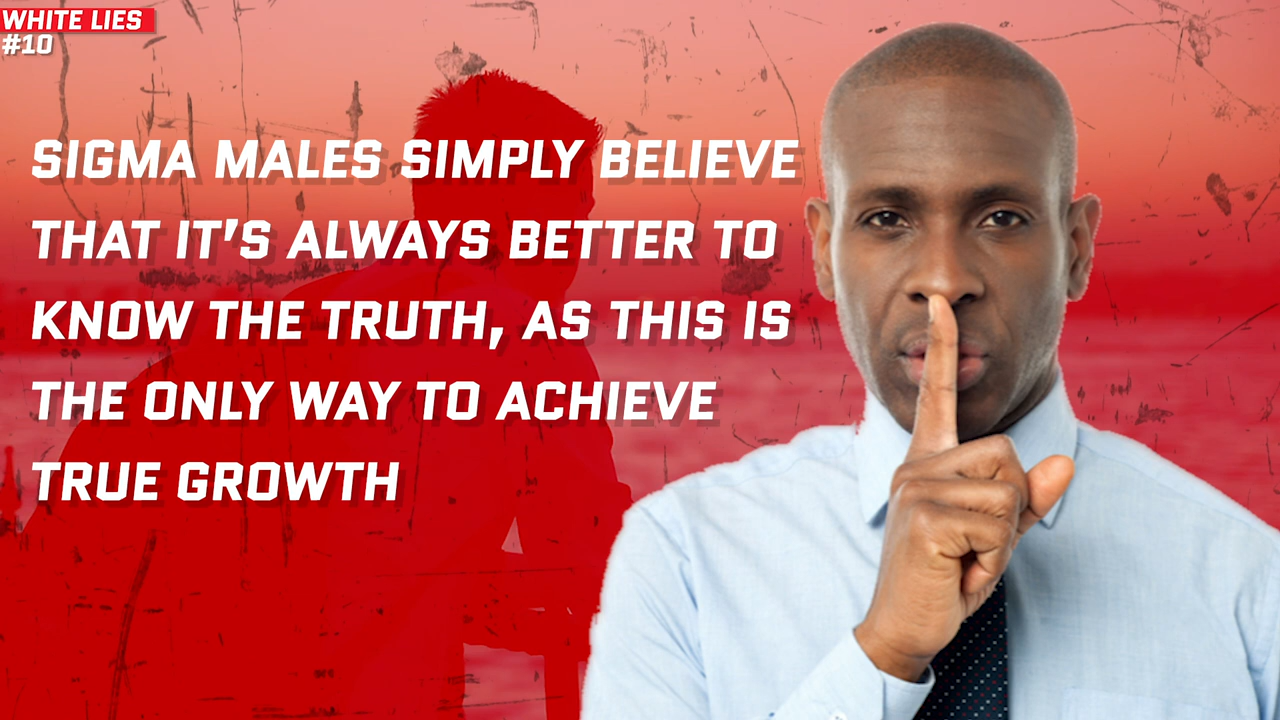 WHITE LIES
#10
SIGMA MALES SIMPLY BELIEVE
THAT IT'S ALWAYS BETTER TO
KNOW THE TRUTH, AS THIS IS
THE ONLY WAY TO ACHIEVE
TRUE GROWTH